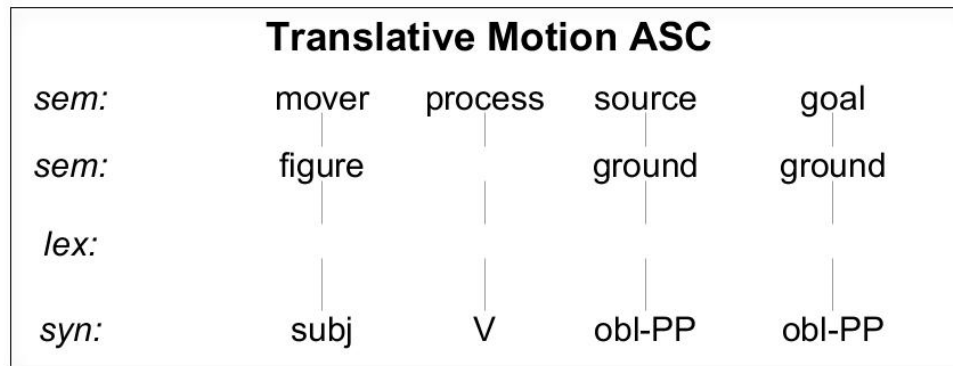 Translative Motion ASC
sem: mover process source goal
sem: figure ground ground
lex:
syn: subj V obl-PP obl-PP